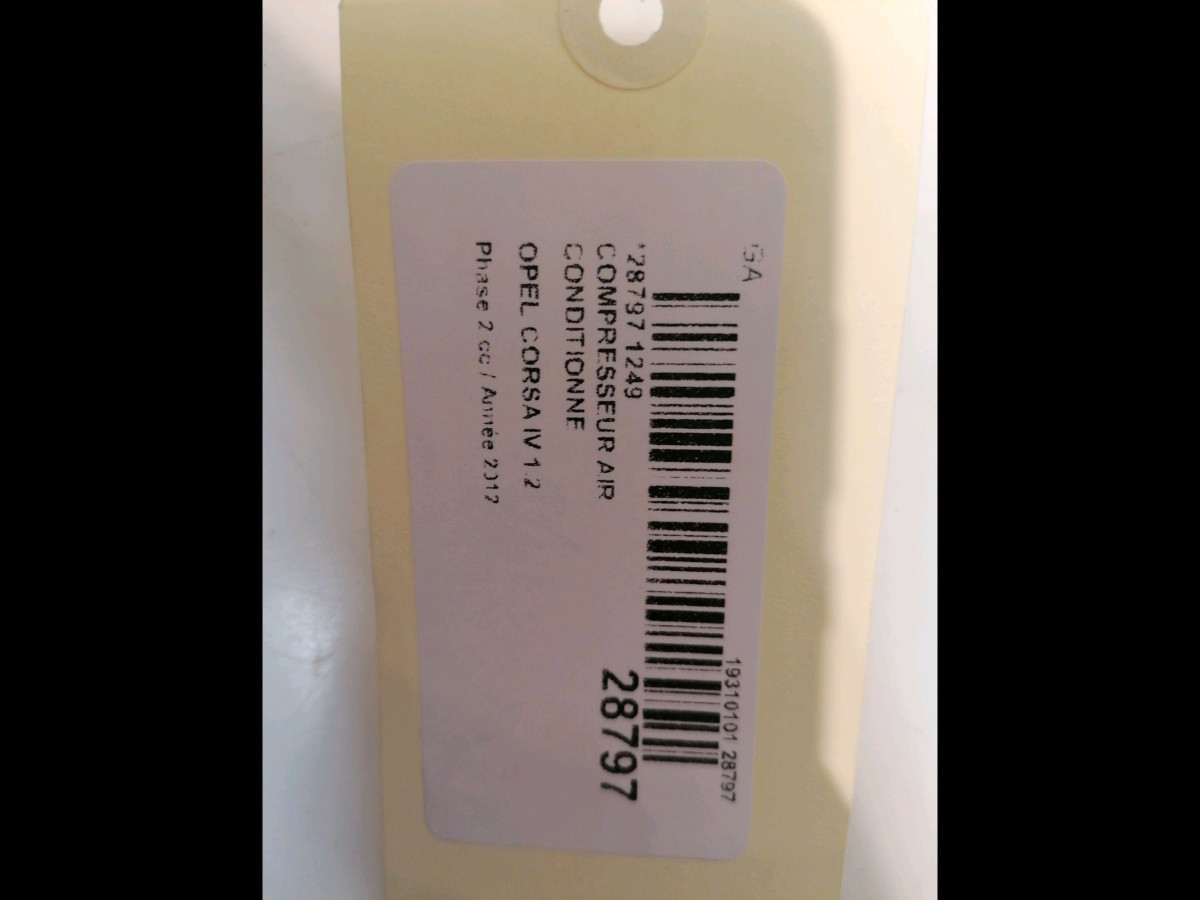 GA
19310101 28797
*28797 1249
28797
COMPRESSEUR AIR
CONDITIONNE
OPEL CORSA IV 1.2
Phase 2 cc / Année 2012